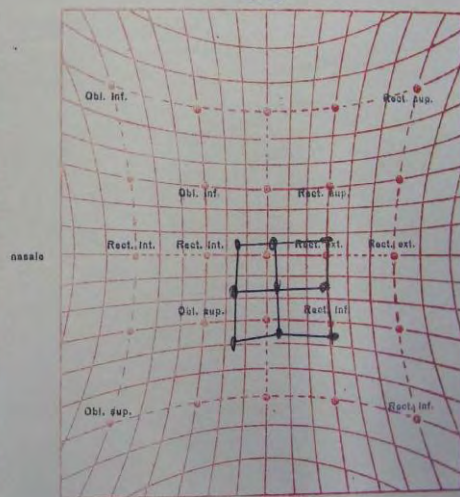 Obl. inf.
Rect. sup.
Obl. inf.
Rect. sup.
nasale
Rect. int.
Rect. int.
Rect. ext.
Rect. ext.
Obl. sup.
Rect. inf.
Obl. sup.
Rect. inf.